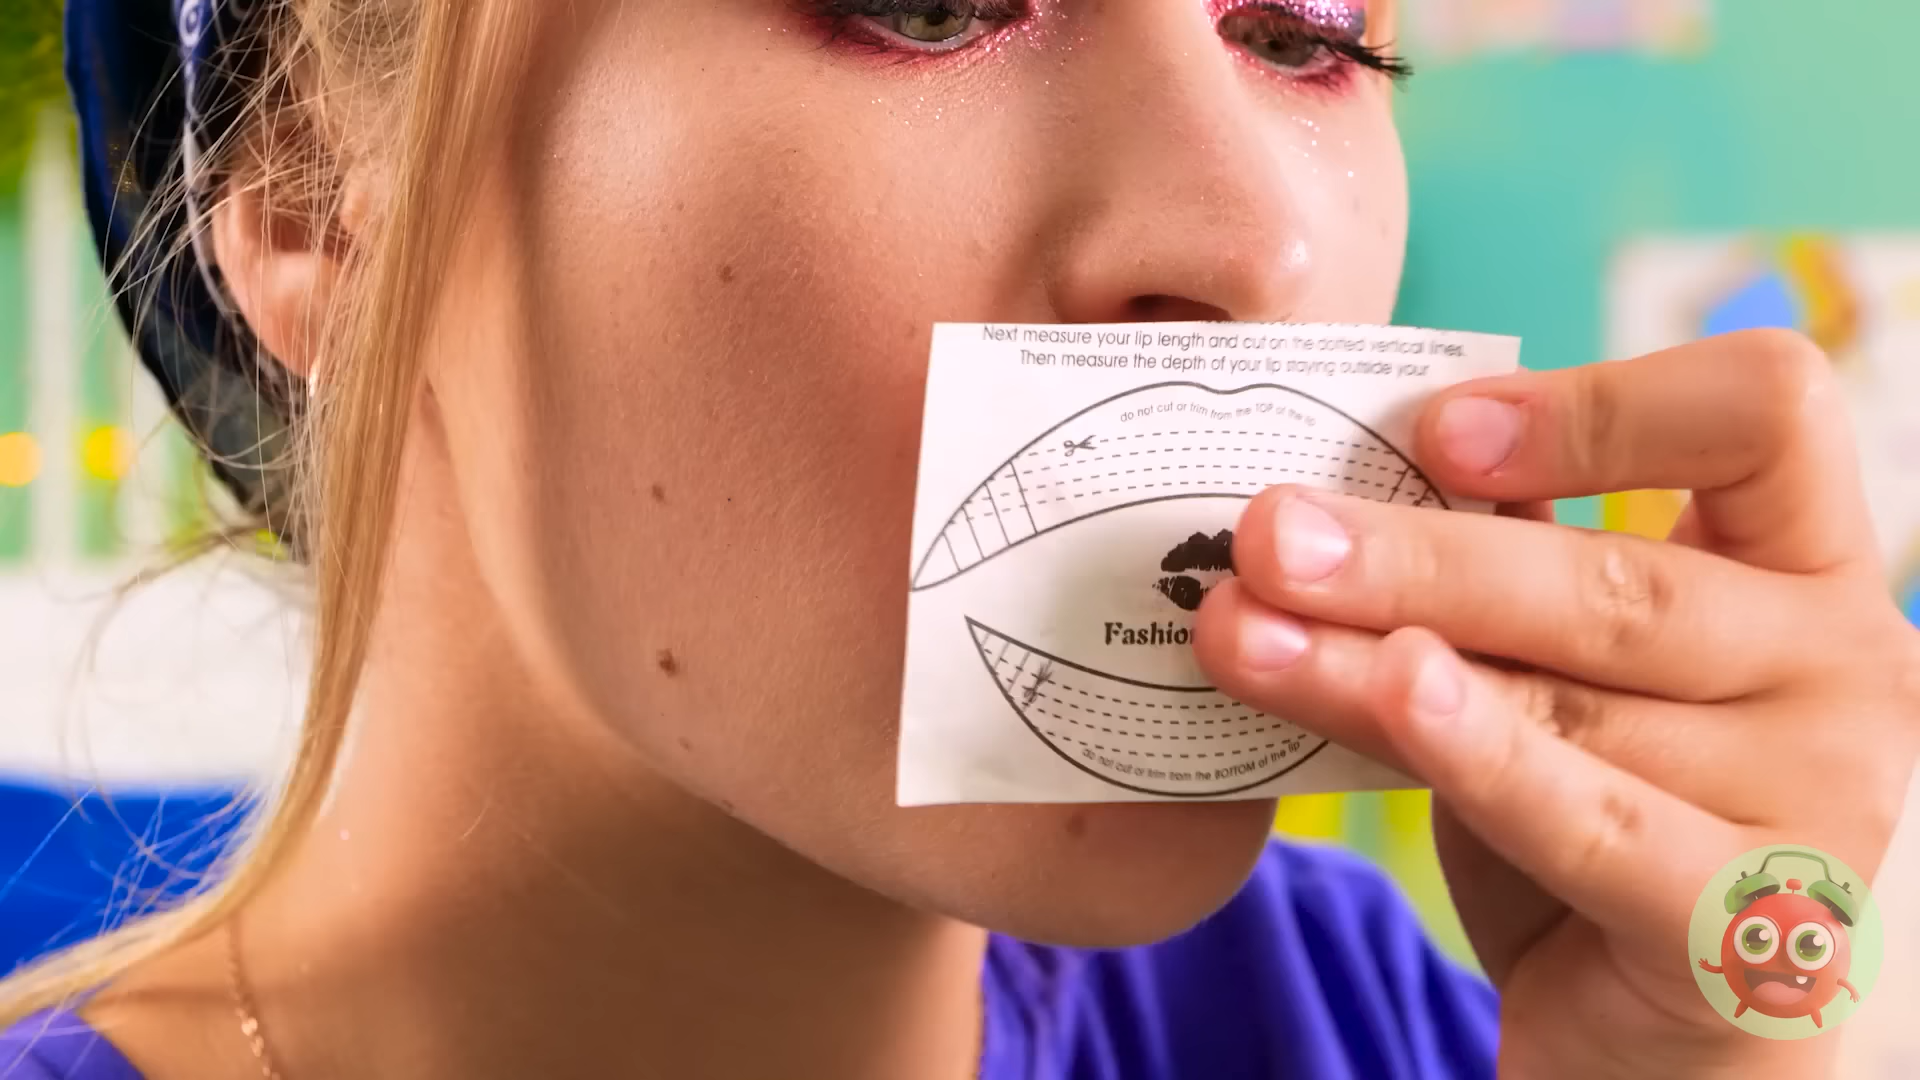 Next measure your lip length and cut on the dotted vertical lines.
Then measure the depth of your lip staying outside your
do not cut or trim from the TOP of the lip
Fashion
do not cut or trim from the BOTTOM of the lip